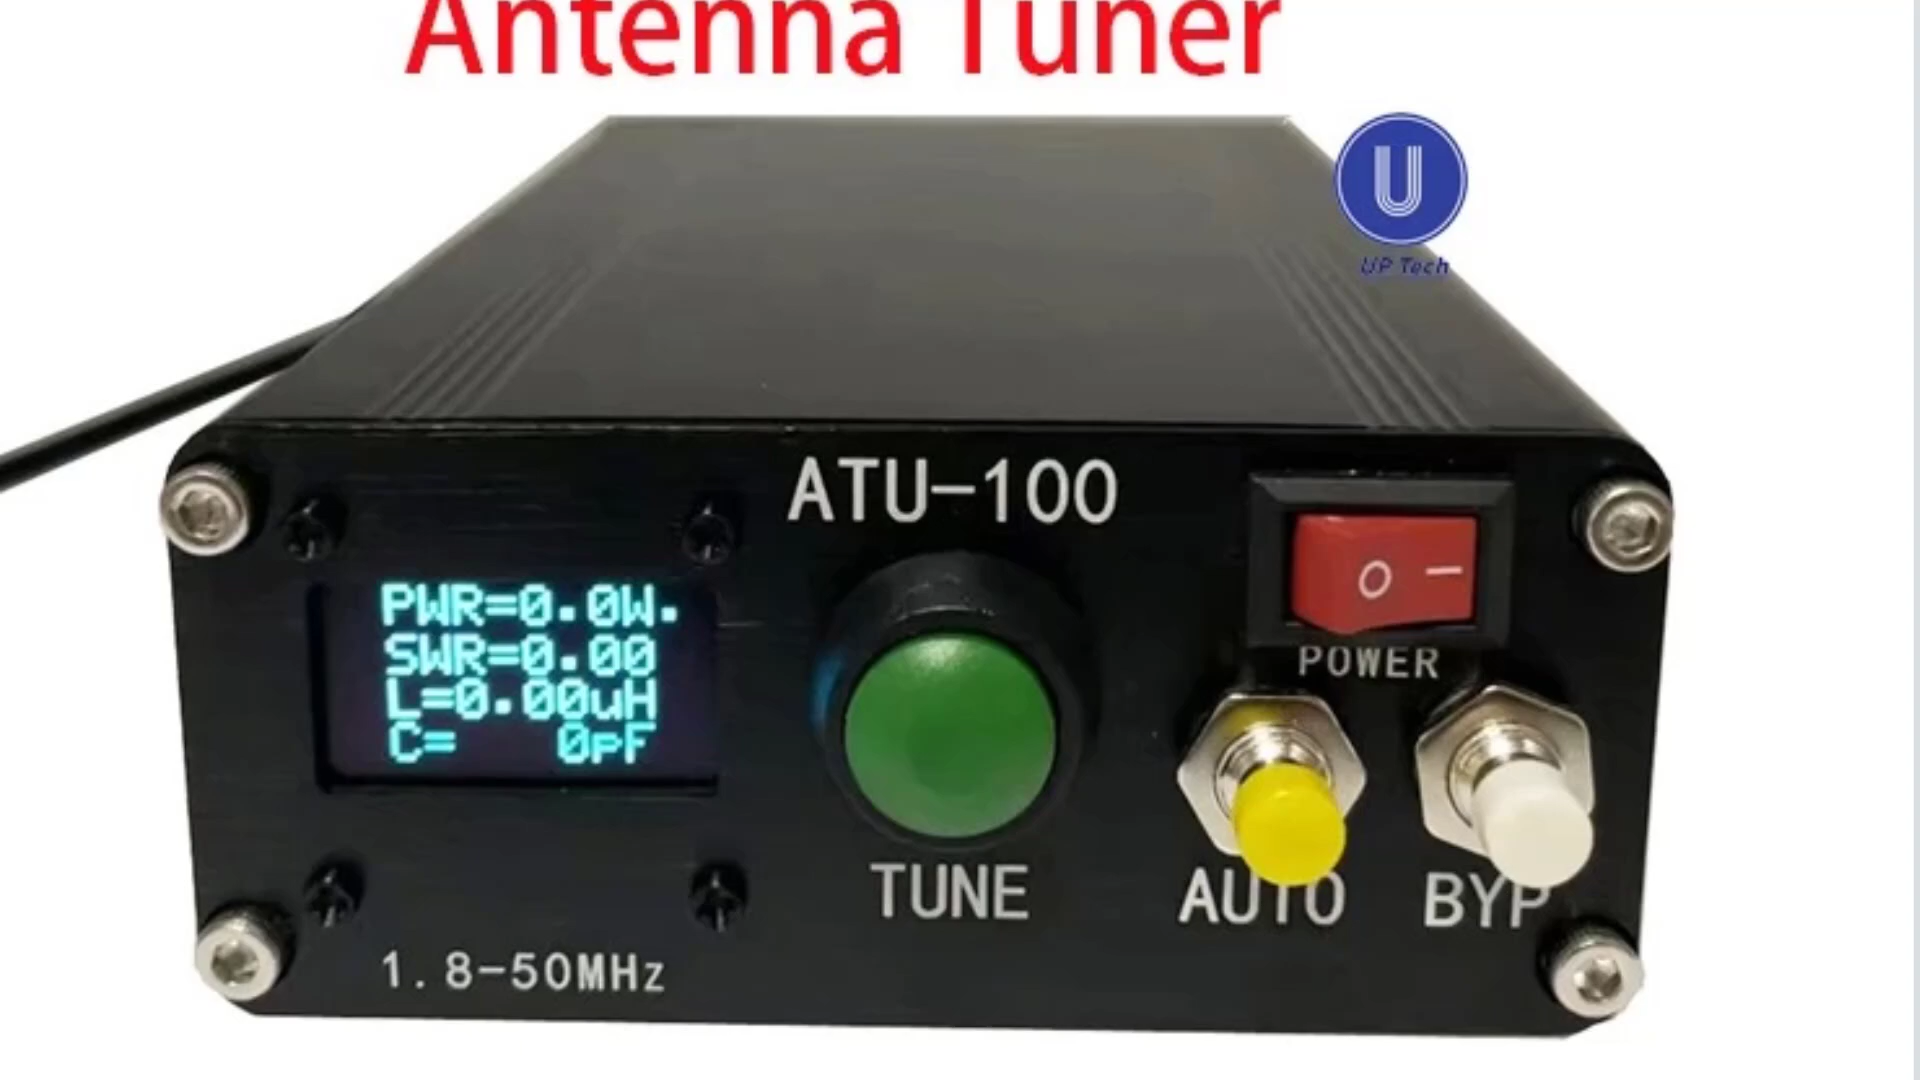 Antenna Tuner
U
UP Tech
ATU-100
PWR=0.0W.
SWR=0.00
L=0.00uH
C= 0pF
O –
POWER
TUNE
AUTO
BYP
1.8-50MHz